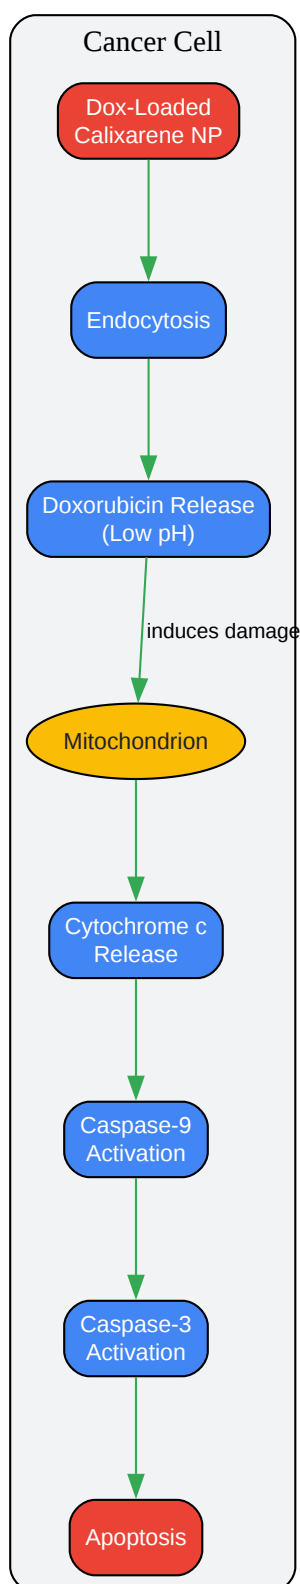 Cancer Cell
Dox-Loaded
Calixarene NP
Endocytosis
Doxorubicin Release
(Low pH)
induces damage
Mitochondrion
Cytochrome c
Release
Caspase-9
Activation
Caspase-3
Activation
Apoptosis